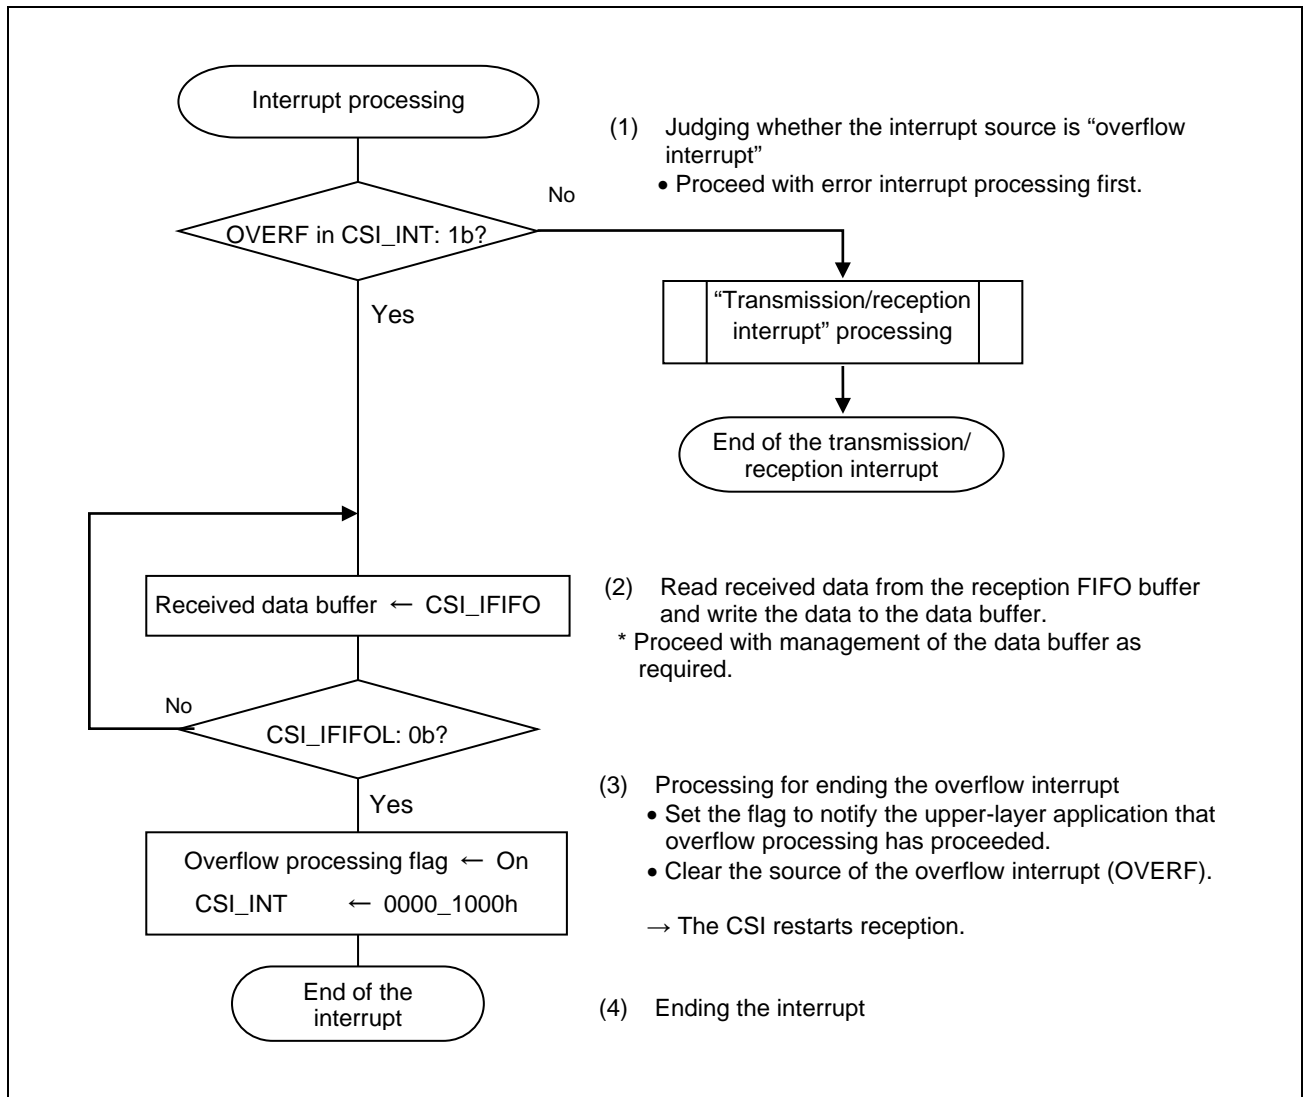 Interrupt processing
(1) Judging whether the interrupt source is “overflow
interrupt”
• Proceed with error interrupt processing first.
No
OVERF in CSI_INT: 1b?
Yes
“Transmission/reception
interrupt” processing
End of the transmission/
reception interrupt
Received data buffer ← CSI_IFIFO
(2) Read received data from the reception FIFO buffer
and write the data to the data buffer.
* Proceed with management of the data buffer as
required.
No
CSI_IFIFOL: 0b?
Yes
(3) Processing for ending the overflow interrupt
• Set the flag to notify the upper-layer application that
overflow processing has proceeded.
• Clear the source of the overflow interrupt (OVERF).
→ The CSI restarts reception.
Overflow processing flag ← On
CSI_INT ← 0000_1000h
End of the
interrupt
(4) Ending the interrupt